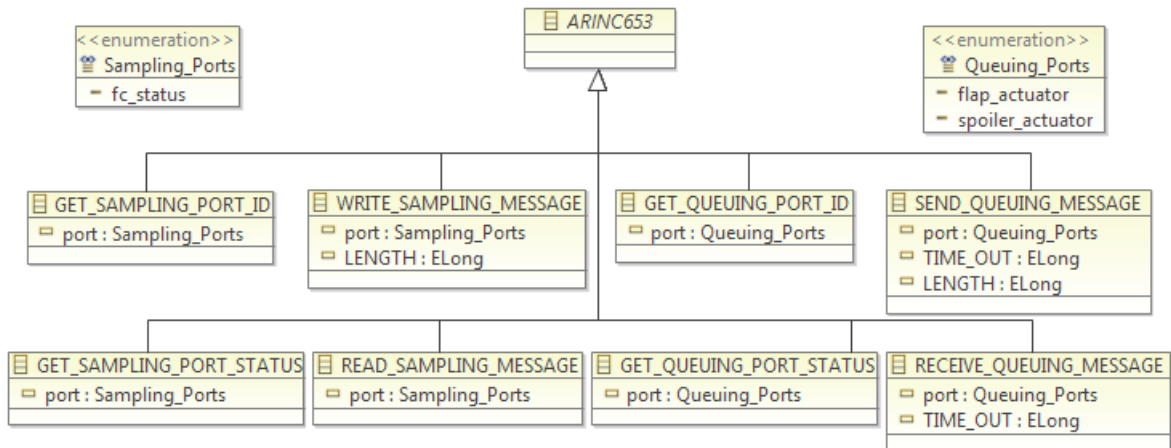 ARINC653
<<enumeration>>
Sampling_Ports
fc_status
<<enumeration>>
Queuing_Ports
flap_actuator
spoiler_actuator
GET_SAMPLING_PORT_ID
port : Sampling_Ports
WRITE_SAMPLING_MESSAGE
port : Sampling_Ports
LENGTH : ELong
GET_QUEUING_PORT_ID
port : Queuing_Ports
SEND_QUEUING_MESSAGE
port : Queuing_Ports
TIME_OUT : ELong
LENGTH : ELong
GET_SAMPLING_PORT_STATUS
port : Sampling_Ports
READ_SAMPLING_MESSAGE
port : Sampling_Ports
GET_QUEUING_PORT_STATUS
port : Queuing_Ports
RECEIVE_QUEUING_MESSAGE
port : Queuing_Ports
TIME_OUT : ELong